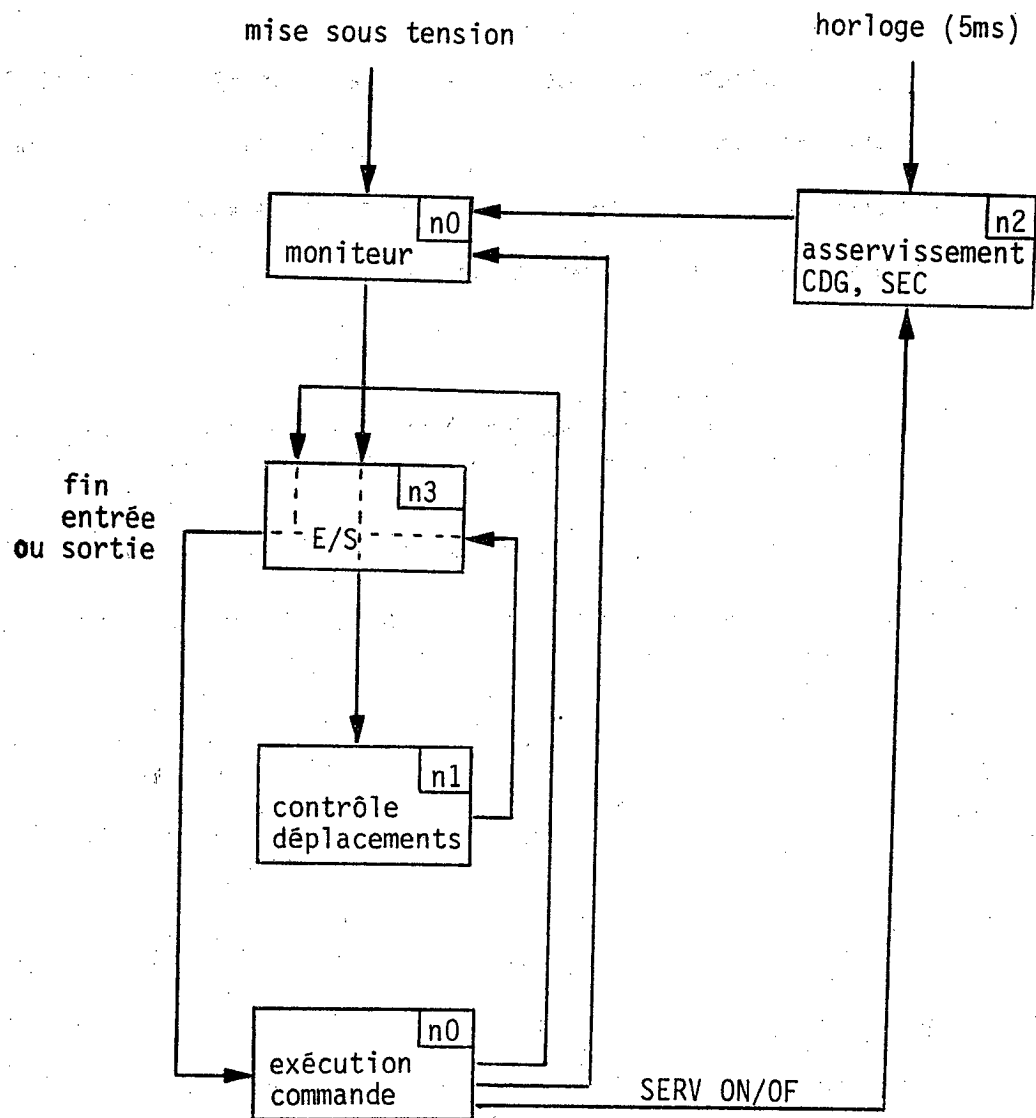 mise sous tension
horloge (5ms)
n0
moniteur
n2
asservissement
CDG, SEC
fin
entrée
ou sortie
n3
E/S
n1
contrôle
déplacements
n0
exécution
commande
SERV ON/OF